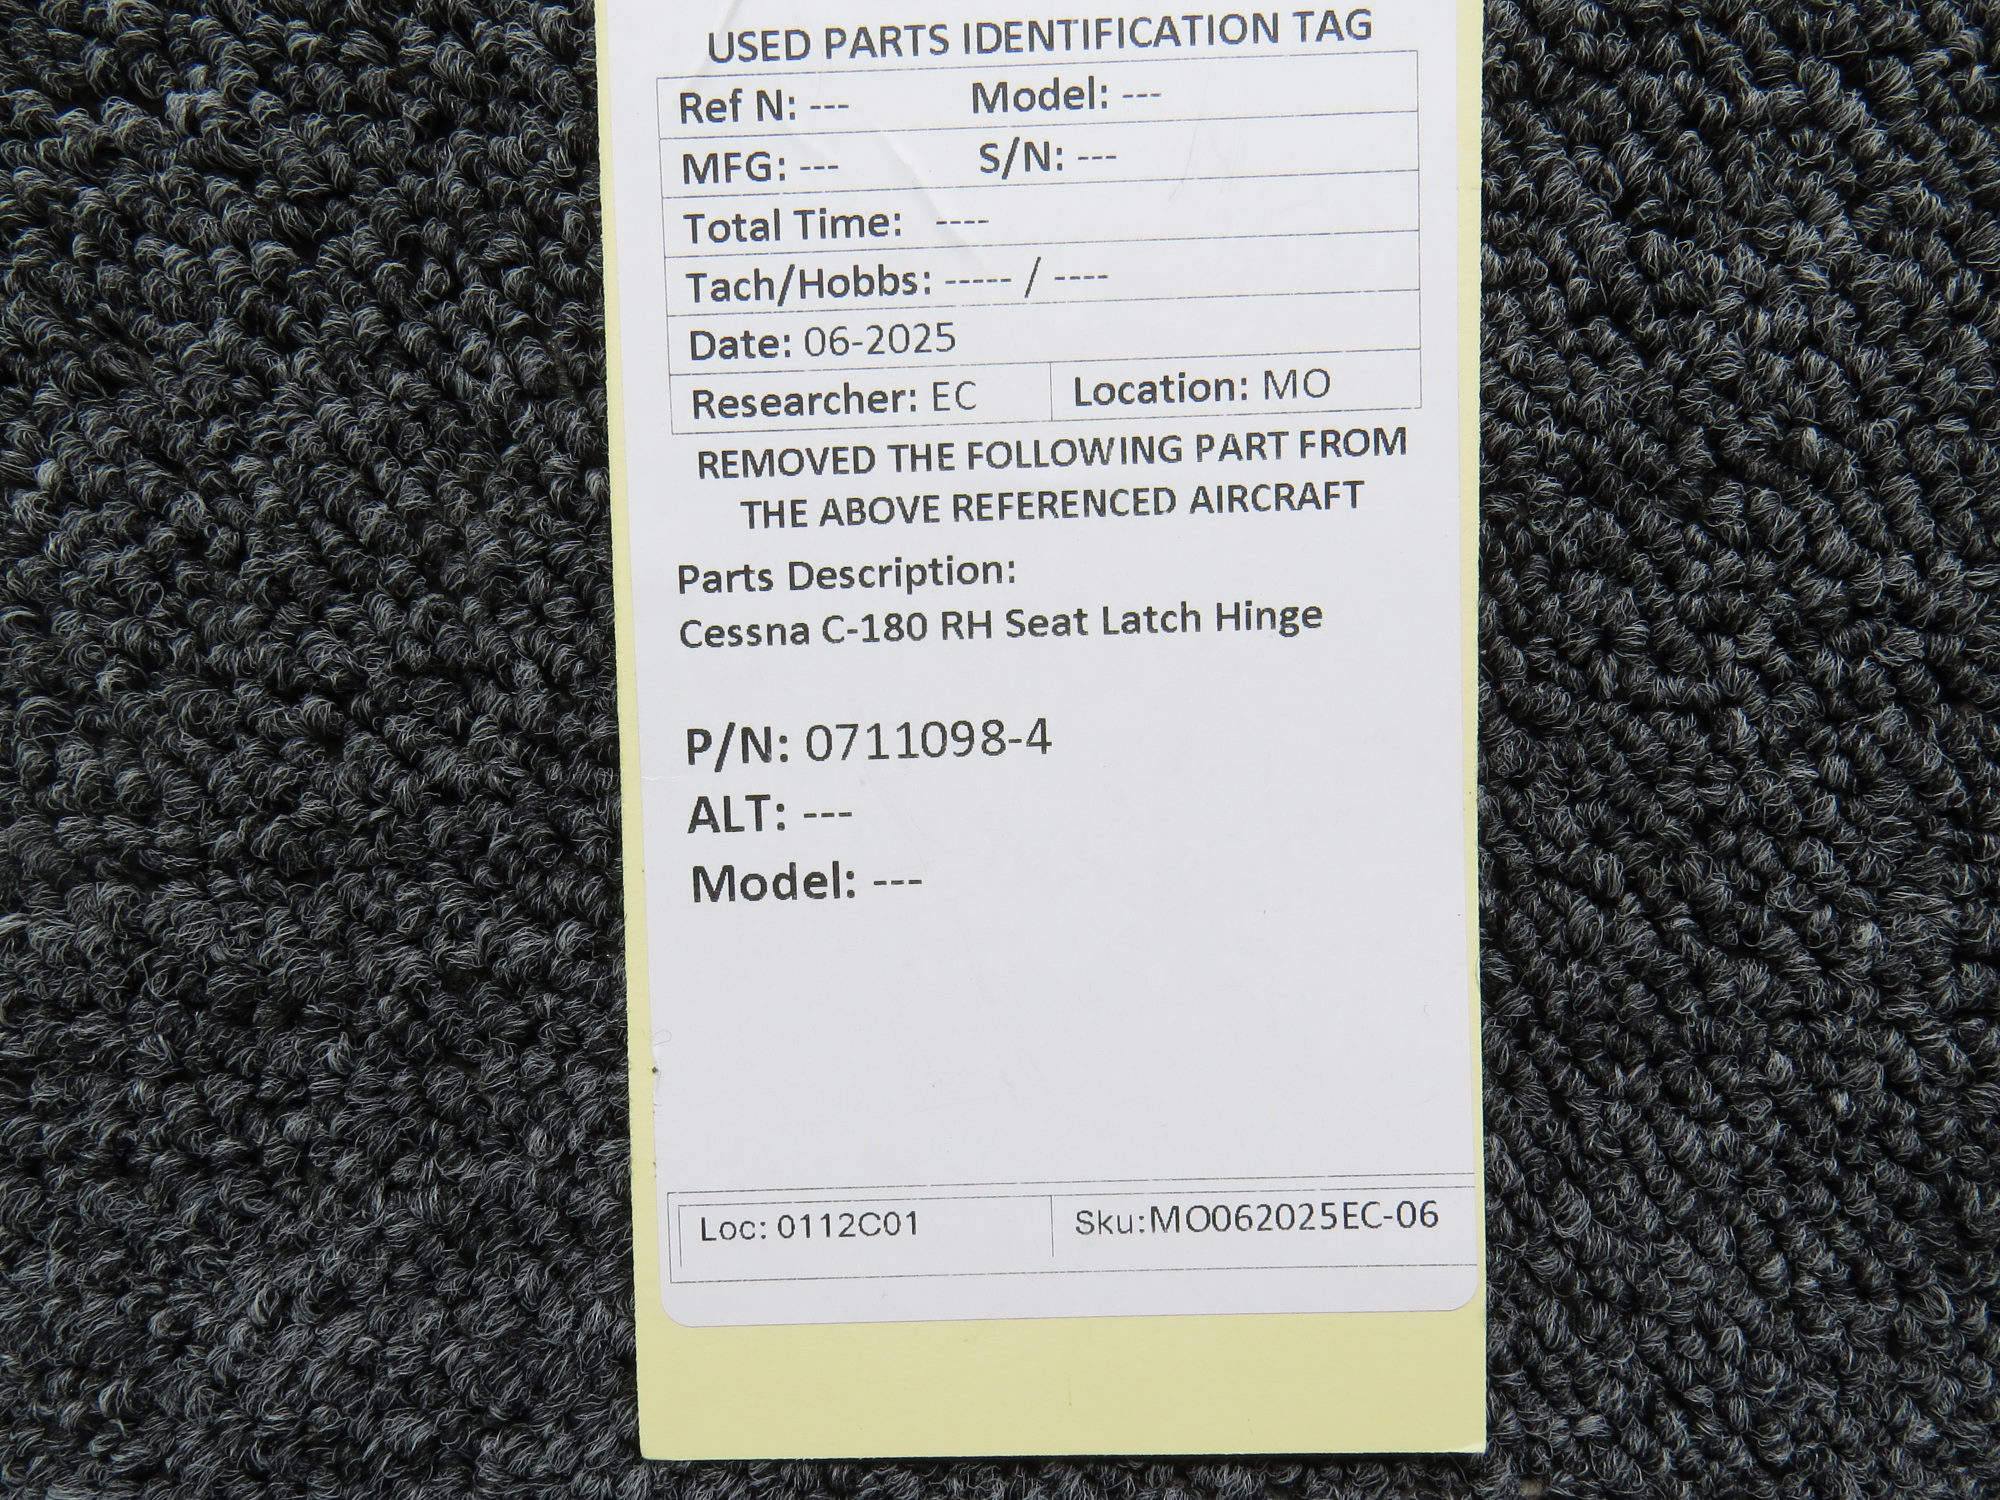 USED PARTS IDENTIFICATION TAG
Ref N: --- Model: ---
MFG: --- S/N: ---
Total Time: ----
Tach/Hobbs: ----- / ----
Date: 06-2025
Researcher: EC Location: MO
REMOVED THE FOLLOWING PART FROM
THE ABOVE REFERENCED AIRCRAFT
Parts Description:
Cessna C-180 RH Seat Latch Hinge
P/N: 0711098-4
ALT: ---
Model: ---
Loc: 0112C01 Sku:MO062025EC-06